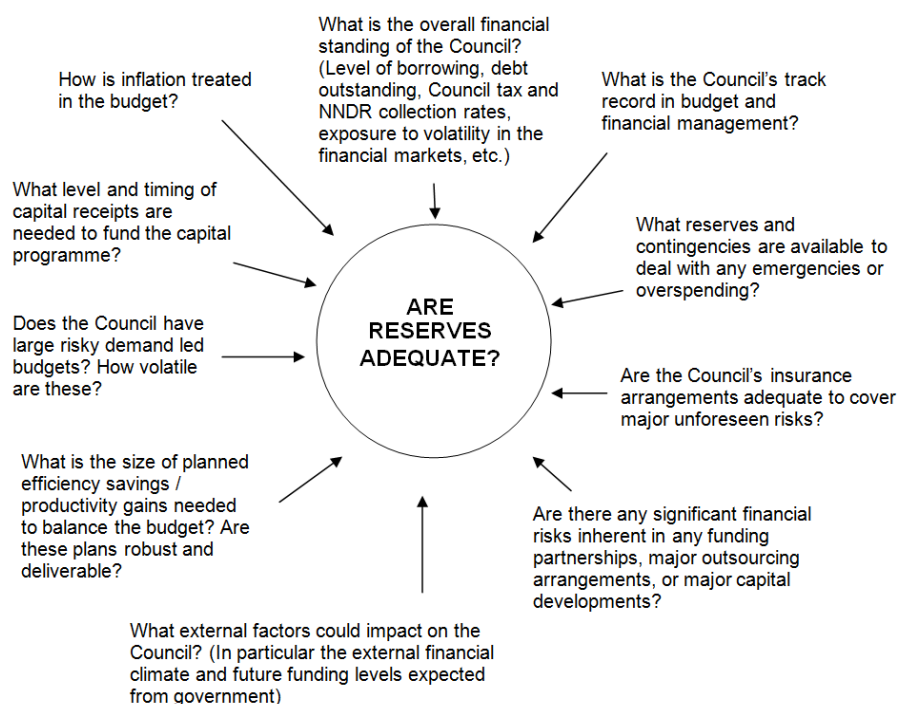 What is the overall financial
standing of the Council?
(Level of borrowing, debt
outstanding, Council tax and
NNDR collection rates,
exposure to volatility in the
financial markets, etc.)
How is inflation treated
in the budget?
What is the Council's track
record in budget and
financial management?
What level and timing of
capital receipts are
needed to fund the capital
programme?
What reserves and
contingencies are available to
deal with any emergencies or
overspending?
ARE
RESERVES
ADEQUATE?
Does the Council have
large risky demand led
budgets? How volatile
are these?
Are the Council's insurance
arrangements adequate to cover
major unforeseen risks?
What is the size of planned
efficiency savings /
productivity gains needed
to balance the budget? Are
these plans robust and
deliverable?
Are there any significant financial
risks inherent in any funding
partnerships, major outsourcing
arrangements, or major capital
developments?
What external factors could impact on the
Council? (In particular the external financial
climate and future funding levels expected
from government)